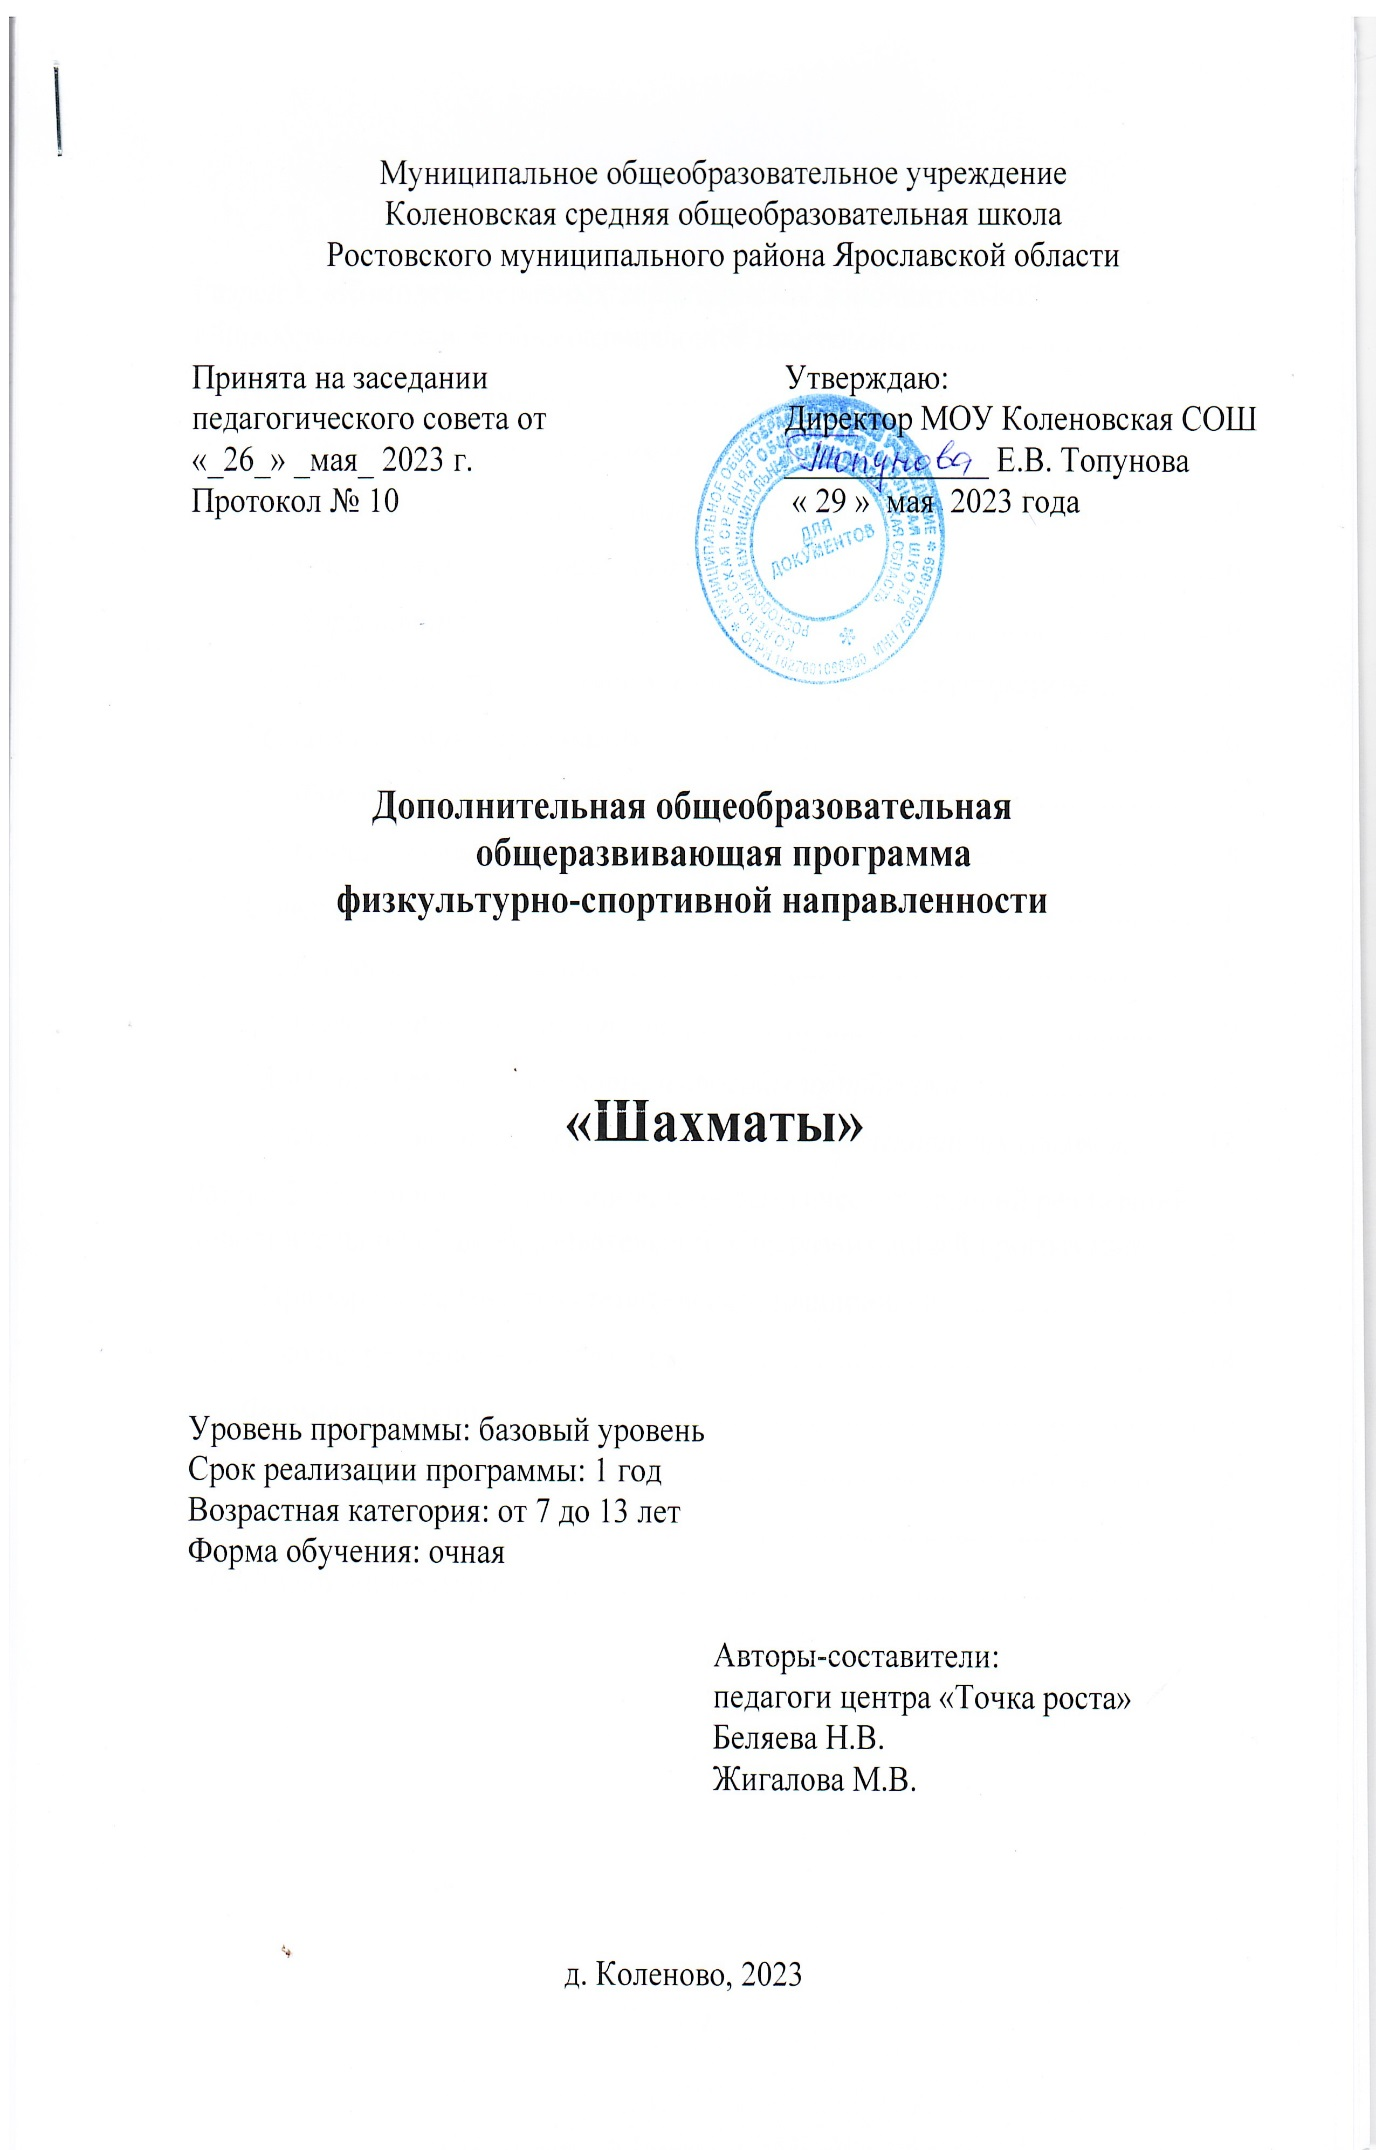 Муниципальное общеобразовательное учреждение
Коленовская средняя общеобразовательная школа
Ростовского муниципального района Ярославской области
Принята на заседании
педагогического совета от
«_26_» _мая_ 2023 г.
Протокол № 10
Утверждаю:
Директор МОУ Коленовская СОШ
Топунова Е.В. Топунова
« 29 » мая 2023 года
ДЛЯ
ДОКУМЕНТОВ
Дополнительная общеобразовательная
общеразвивающая программа
физкультурно-спортивной направленности
«Шахматы»
Уровень программы: базовый уровень
Срок реализации программы: 1 год
Возрастная категория: от 7 до 13 лет
Форма обучения: очная
Авторы-составители:
педагоги центра «Точка роста»
Беляева Н.В.
Жигалова М.В.
д. Коленово, 2023